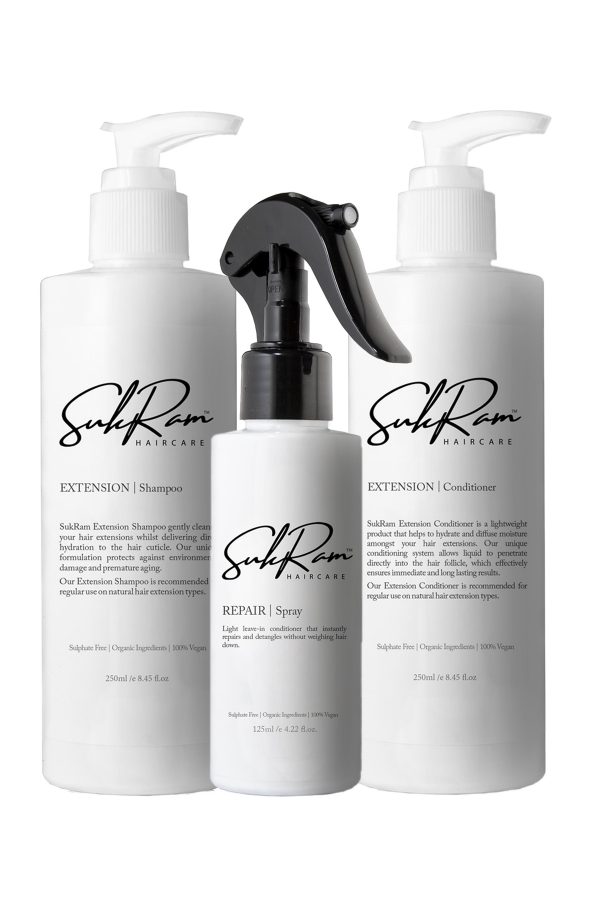 SukRam™
HAIRCARE
EXTENSION | Shampoo
SukRam Extension Shampoo gently clean
your hair extensions whilst delivering dir
hydration to the hair cuticle. Our uniq
formulation protects against environmen
damage and premature aging.
Our Extension Shampoo is recommended
regular use on natural hair extension types.
Sulphate Free | Organic Ingredients | 100% Vegan
250ml /e 8.45 fl.oz
OPEN
SukRam™
HAIRCARE
REPAIR | Spray
Light leave-in conditioner that instantly
repairs and detangles without weighing hair
down.
Sulphate Free | Organic Ingredients | 100% Vegan
125ml /e 4.22 fl.oz.
SukRam™
HAIRCARE
EXTENSION | Conditioner
SukRam Extension Conditioner is a lightweight
product that helps to hydrate and diffuse moisture
amongst your hair extensions. Our unique
conditioning system allows liquid to penetrate
directly into the hair follicle, which effectively
ensures immediate and long lasting results.
Our Extension Conditioner is recommended for
regular use on natural hair extension types.
Sulphate Free | Organic Ingredients | 100% Vegan
250ml /e 8.45 fl.oz